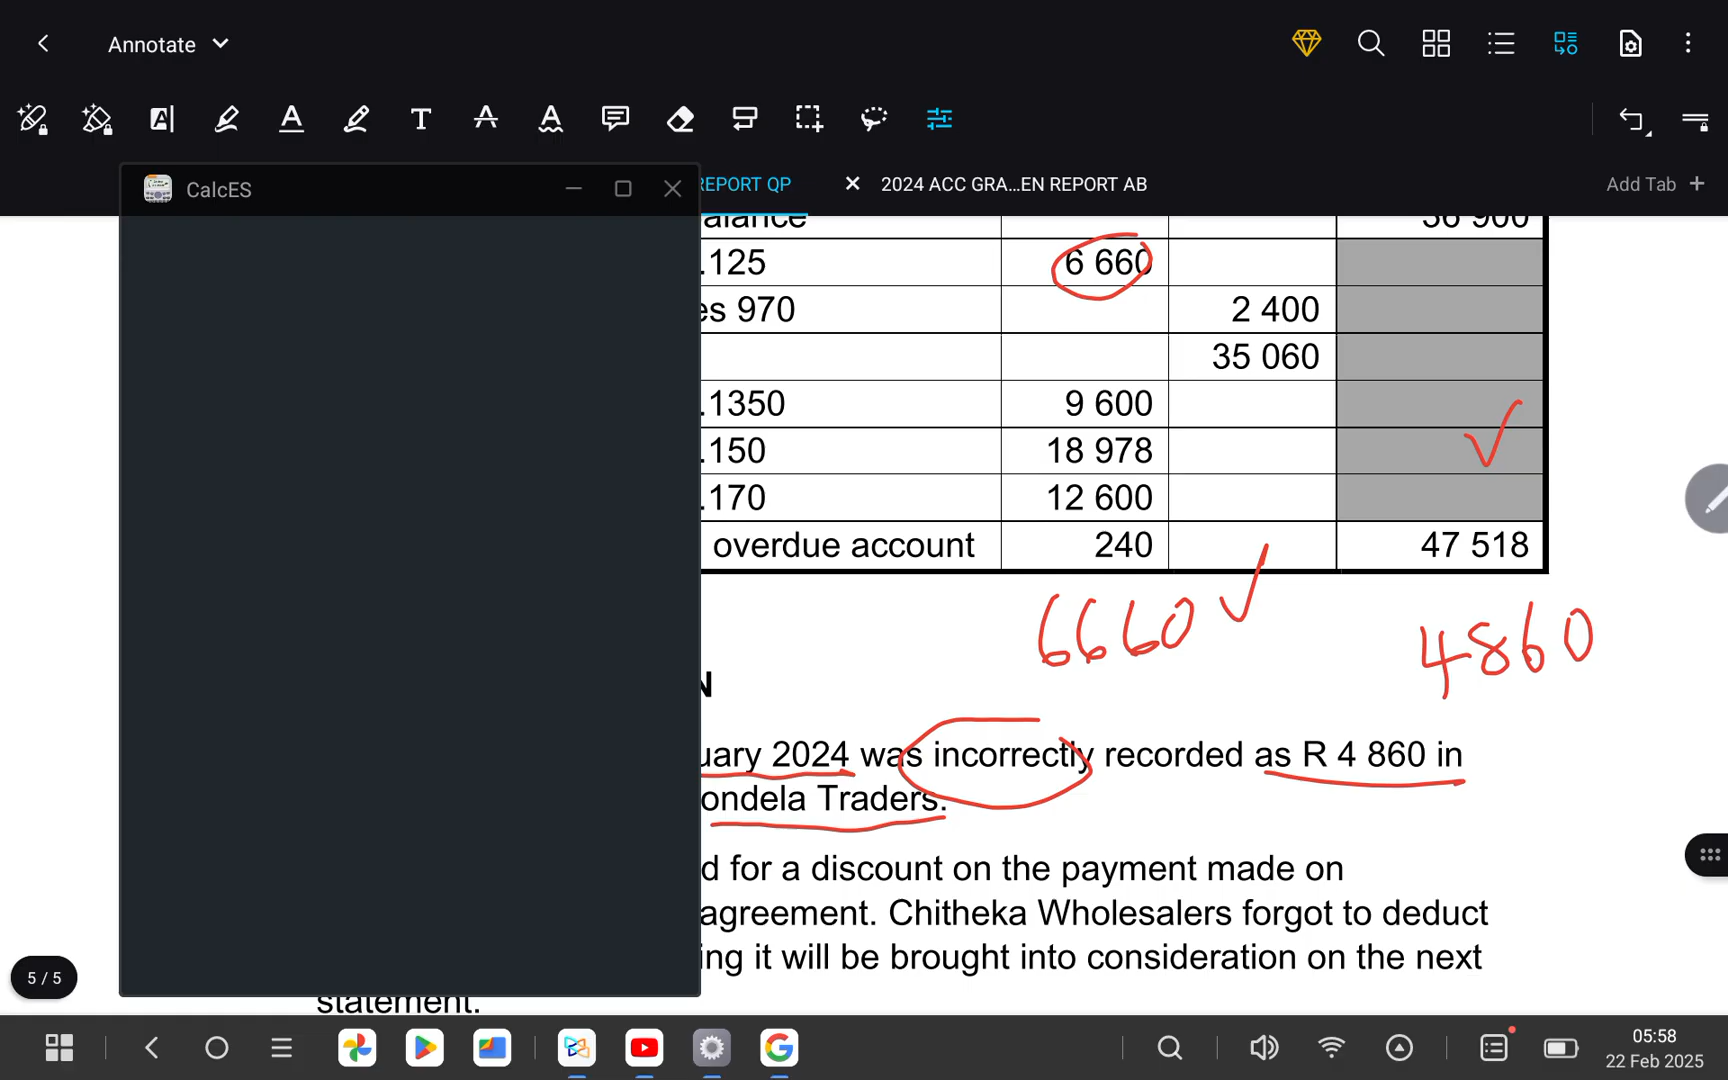 Annotate
CalcES
REPORT QP
2024 ACC GRA...EN REPORT AB
Add Tab +
alance 36 900
.125 6 660
es 970 2 400
35 060
.1350 9 600
.150 18 978
.170 12 600
overdue account 240 47 518
6660
4860
N
uary 2024 was incorrectly recorded as R 4 860 in
ondela Traders.
d for a discount on the payment made on
agreement. Chitheka Wholesalers forgot to deduct
ing it will be brought into consideration on the next
statement.
5 / 5
05:58
22 Feb 2025